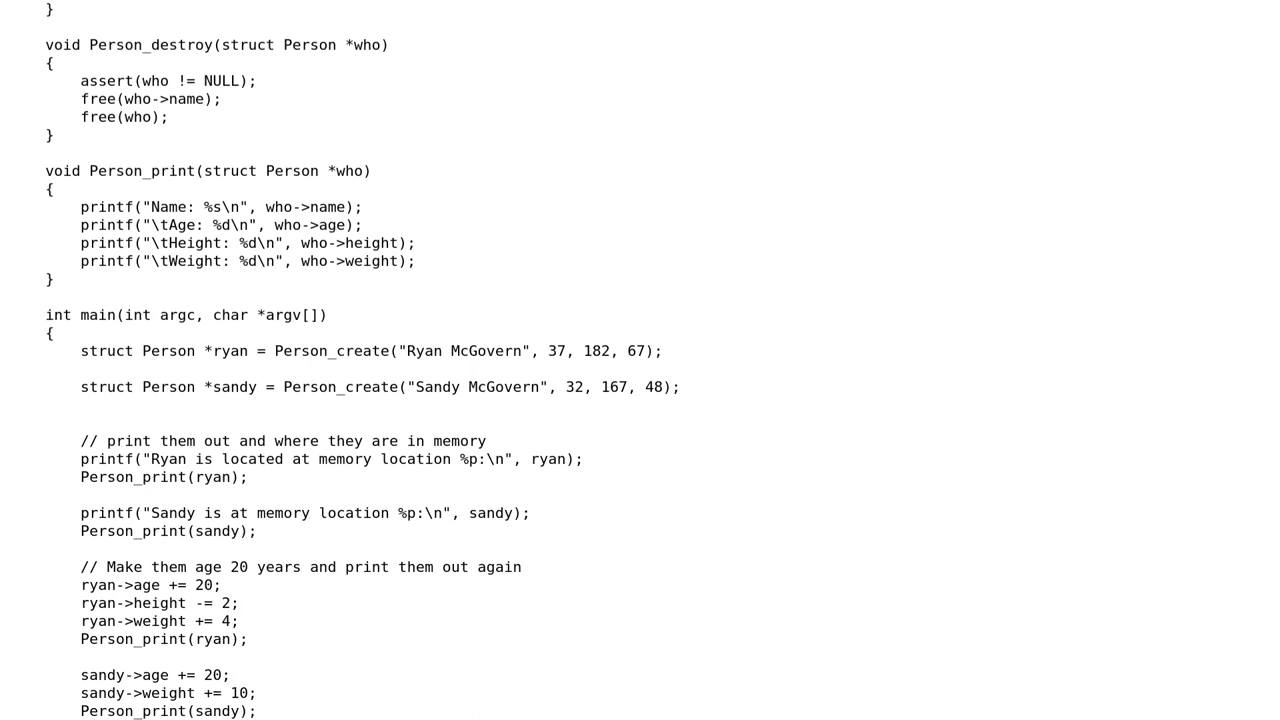 }
void Person_destroy(struct Person *who)
{
    assert(who != NULL);
    free(who->name);
    free(who);
}
void Person_print(struct Person *who)
{
    printf("Name: %s\n", who->name);
    printf("\tAge: %d\n", who->age);
    printf("\tHeight: %d\n", who->height);
    printf("\tWeight: %d\n", who->weight);
}
int main(int argc, char *argv[])
{
    struct Person *ryan = Person_create("Ryan McGovern", 37, 182, 67);
    struct Person *sandy = Person_create("Sandy McGovern", 32, 167, 48);
    // print them out and where they are in memory
    printf("Ryan is located at memory location %p:\n", ryan);
    Person_print(ryan);
    printf("Sandy is at memory location %p:\n", sandy);
    Person_print(sandy);
    // Make them age 20 years and print them out again
    ryan->age += 20;
    ryan->height -= 2;
    ryan->weight += 4;
    Person_print(ryan);
    sandy->age += 20;
    sandy->weight += 10;
    Person_print(sandy);